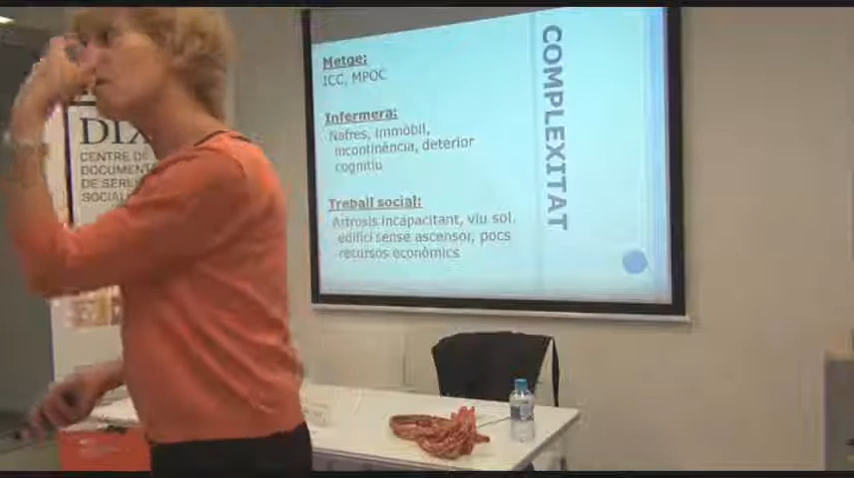 DIX
CENTRE DE
DOCUMENT
DE SERV
SOCIAL
Metge:
ICC, MPOC
Infermera:
Nafres, immòbil,
incontinència, deterior
cognitiu
Treball social:
Artrosis incapacitant, viu sol.
edifici sense ascensor, pocs
recursos econòmics
COMPLEXITAT